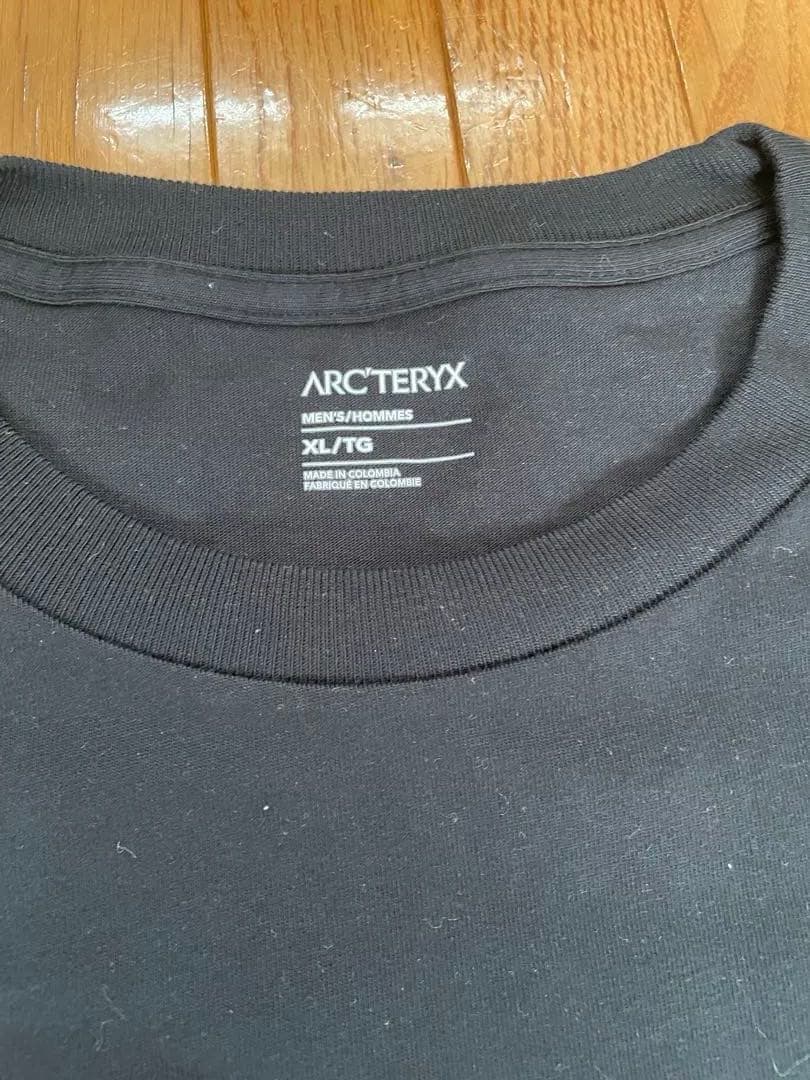 ARC'TERYX
MEN'S/HOMMES
XL/TG
MADE IN COLOMBIA
FABRIQUÉ EN COLOMBIE